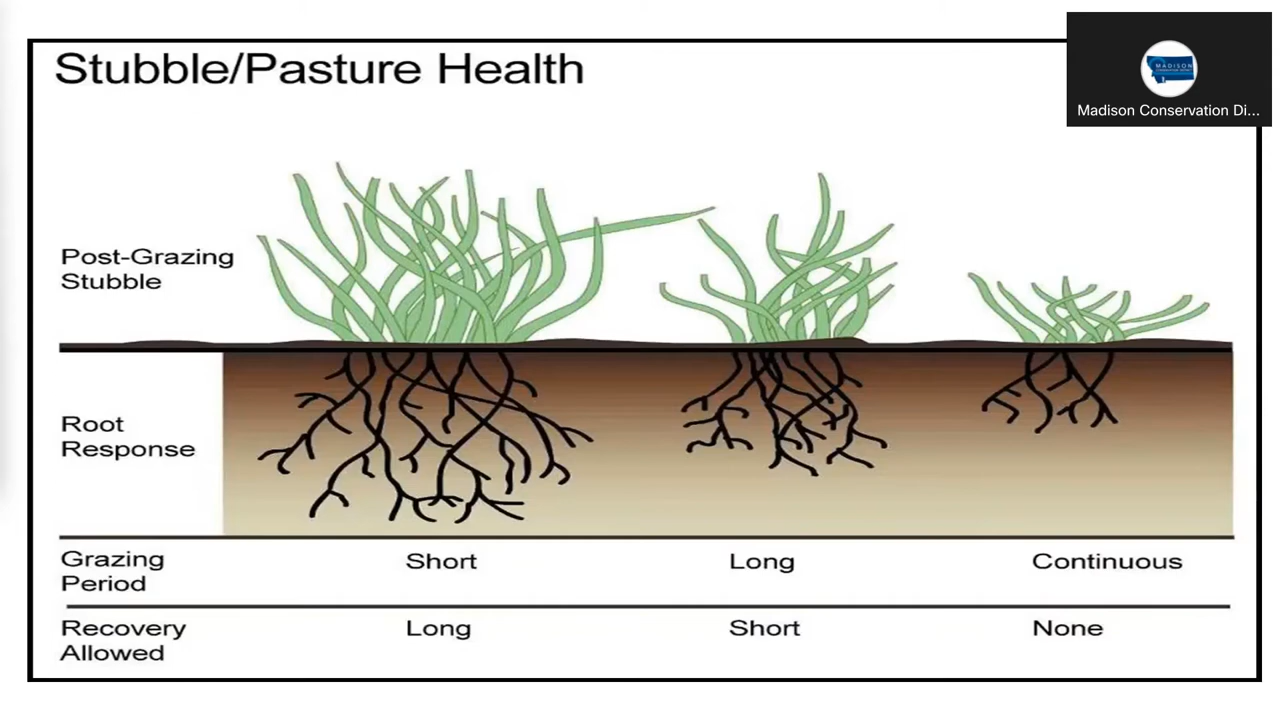 Stubble/Pasture Health
MADISON
Madison Conservation Di...
Post-Grazing
Stubble
Root
Response
Grazing
Period
Short
Long
Continuous
Recovery
Allowed
Long
Short
None